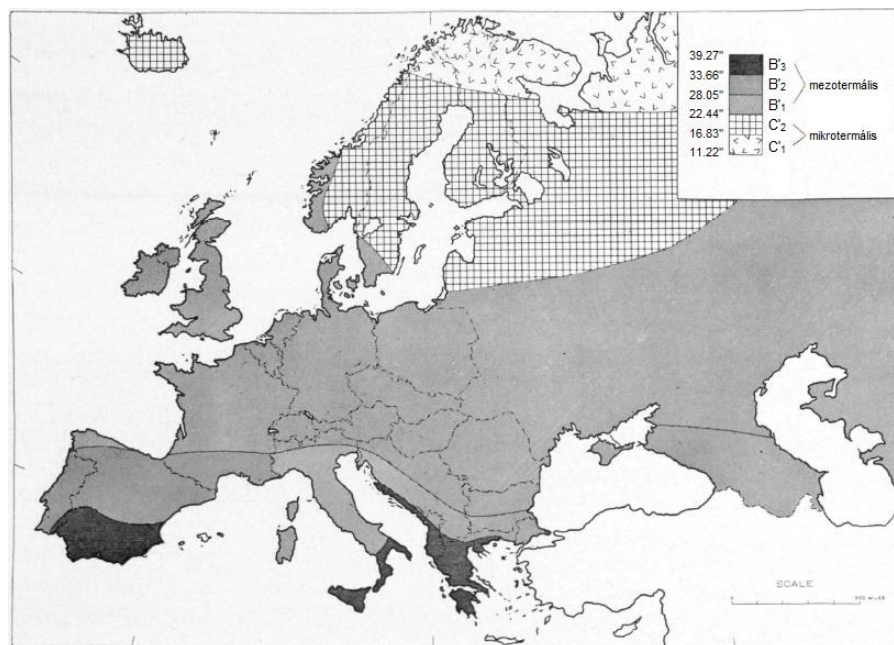 39.27"
33.66"
28.05"
22.44"
16.83"
11.22"
B'3
B'2
B'1
C'2
C'1
mezotermális
mikrotermális
SCALE